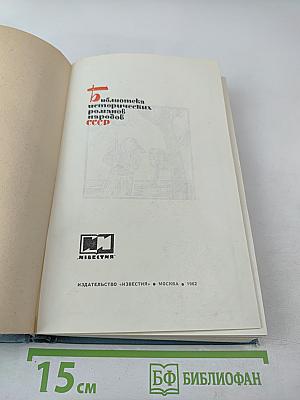 Библиотека
исторических
романов
народов
СССР
ИЗВЕСТИЯ
ИЗДАТЕЛЬСТВО «ИЗВЕСТИЯ» ● МОСКВА ● 1962
15 см
БФ БИБЛИОФАН